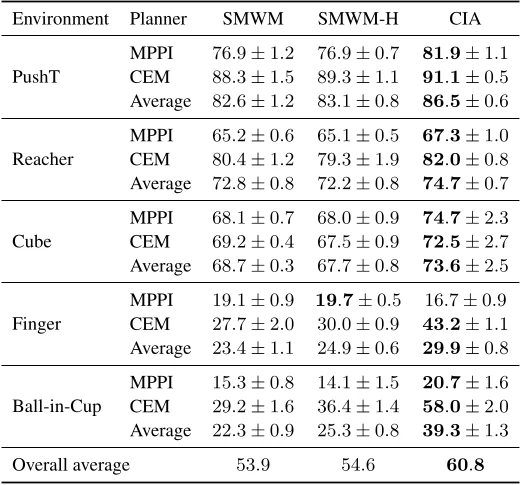 Environment Planner SMWM SMWM-H CIA
MPPI 76.9 ± 1.2 76.9 ± 0.7 81.9 ± 1.1
PushT CEM 88.3 ± 1.5 89.3 ± 1.1 91.1 ± 0.5
Average 82.6 ± 1.2 83.1 ± 0.8 86.5 ± 0.6
MPPI 65.2 ± 0.6 65.1 ± 0.5 67.3 ± 1.0
Reacher CEM 80.4 ± 1.2 79.3 ± 1.9 82.0 ± 0.8
Average 72.8 ± 0.8 72.2 ± 0.8 74.7 ± 0.7
MPPI 68.1 ± 0.7 68.0 ± 0.9 74.7 ± 2.3
Cube CEM 69.2 ± 0.4 67.5 ± 0.9 72.5 ± 2.7
Average 68.7 ± 0.3 67.7 ± 0.8 73.6 ± 2.5
MPPI 19.1 ± 0.9 19.7 ± 0.5 16.7 ± 0.9
Finger CEM 27.7 ± 2.0 30.0 ± 0.9 43.2 ± 1.1
Average 23.4 ± 1.1 24.9 ± 0.6 29.9 ± 0.8
MPPI 15.3 ± 0.8 14.1 ± 1.5 20.7 ± 1.6
Ball-in-Cup CEM 29.2 ± 1.6 36.4 ± 1.4 58.0 ± 2.0
Average 22.3 ± 0.9 25.3 ± 0.8 39.3 ± 1.3
Overall average 53.9 54.6 60.8